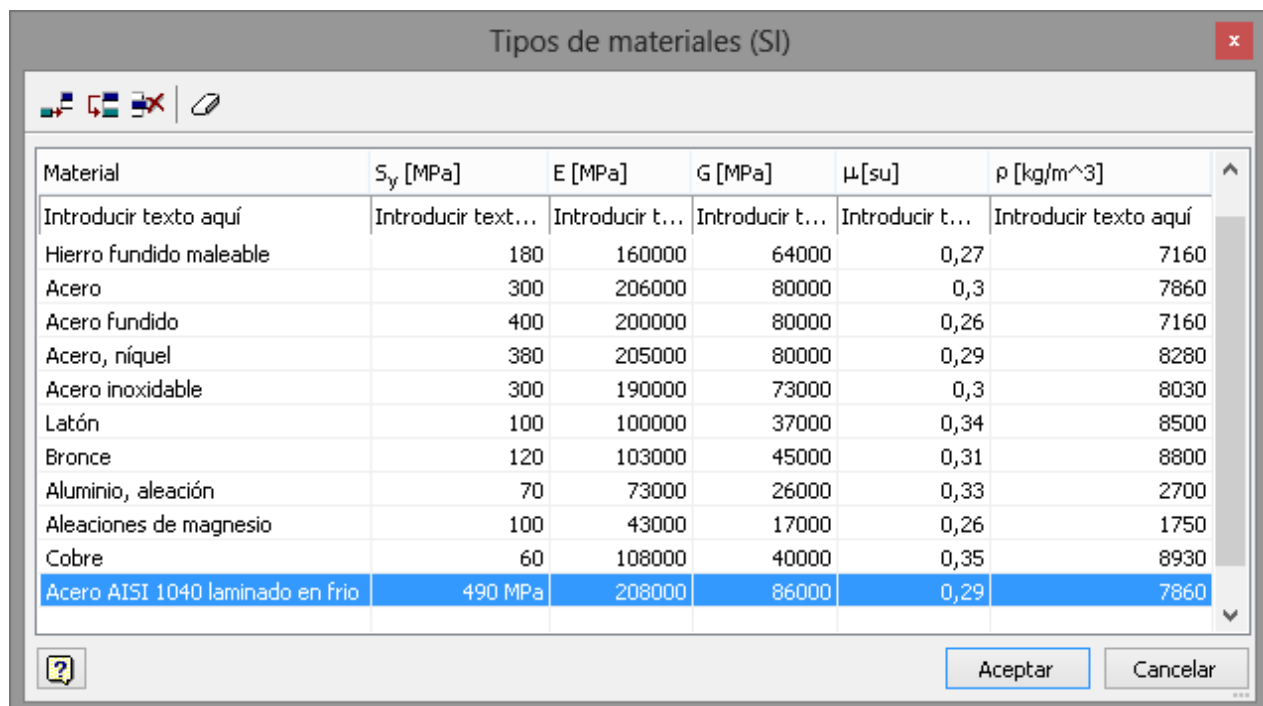 Tipos de materiales (SI)
x
Material S_y [MPa] E [MPa] G [MPa] μ[su] ρ [kg/m^3]
Introducir texto aquí Introducir text... Introducir t... Introducir t... Introducir t... Introducir texto aquí
Hierro fundido maleable 180 160000 64000 0,27 7160
Acero 300 206000 80000 0,3 7860
Acero fundido 400 200000 80000 0,26 7160
Acero, níquel 380 205000 80000 0,29 8280
Acero inoxidable 300 190000 73000 0,3 8030
Latón 100 100000 37000 0,34 8500
Bronce 120 103000 45000 0,31 8800
Aluminio, aleación 70 73000 26000 0,33 2700
Aleaciones de magnesio 100 43000 17000 0,26 1750
Cobre 60 108000 40000 0,35 8930
Acero AISI 1040 laminado en frio 490 MPa 208000 86000 0,29 7860
? Aceptar Cancelar